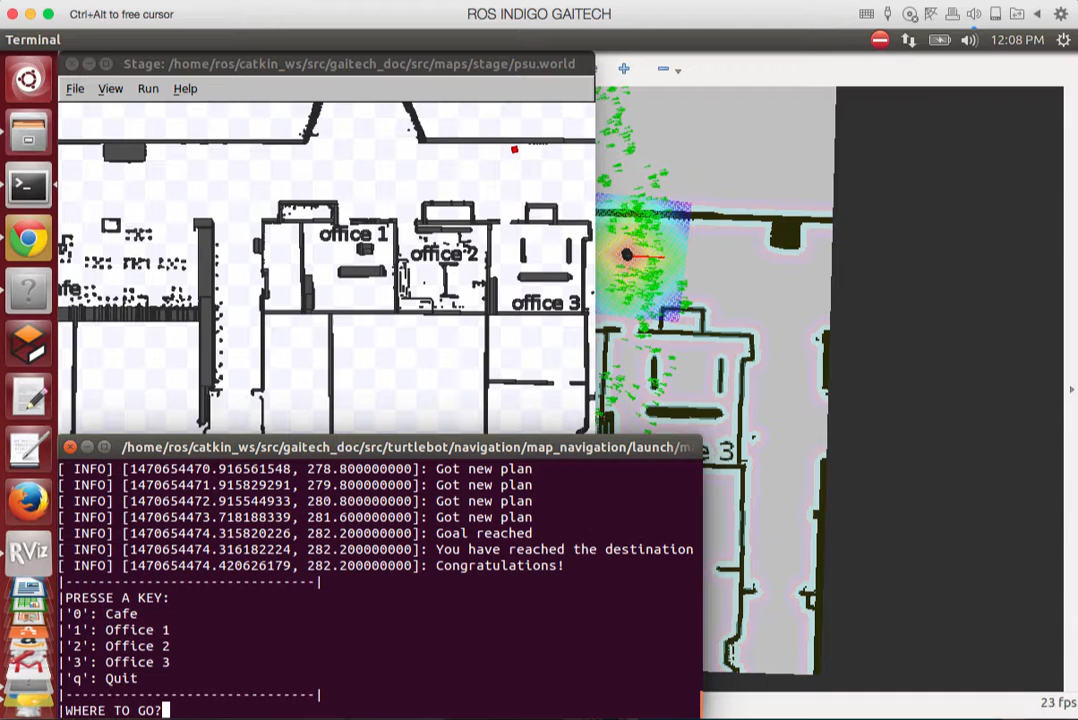 Ctrl+Alt to free cursor
ROS INDIGO GAITECH
Terminal
12:08 PM
Stage: /home/ros/catkin_ws/src/gaitech_doc/src/maps/stage/psu.world
File View Run Help
office 1
office 2
office 3
afe
e 3
/home/ros/catkin_ws/src/gaitech_doc/src/turtlebot/navigation/map_navigation/launch/m
[ INFO] [1470654470.916561548, 278.800000000]: Got new plan
[ INFO] [1470654471.915829291, 279.800000000]: Got new plan
[ INFO] [1470654472.915544933, 280.800000000]: Got new plan
[ INFO] [1470654473.718188339, 281.600000000]: Got new plan
[ INFO] [1470654474.315820226, 282.200000000]: Goal reached
[ INFO] [1470654474.316182224, 282.200000000]: You have reached the destination
[ INFO] [1470654474.420626179, 282.200000000]: Congratulations!
|-------------------------------|
|PRESSE A KEY:
|'0': Cafe
|'1': Office 1
|'2': Office 2
|'3': Office 3
|'q': Quit
|-------------------------------|
|WHERE TO GO?
RViz
23 fps